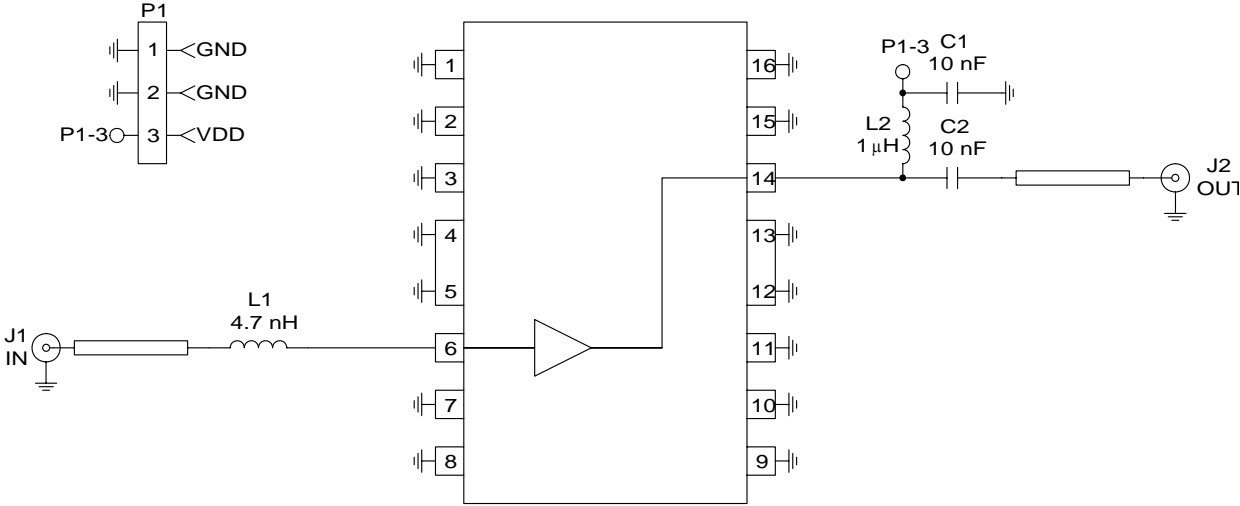 P1
1 GND
2 GND
P1-3 3 VDD
1
2
3
4
5
6
7
8
16
15
14
13
12
11
10
9
P1-3
C1
10 nF
L2
1 μH
C2
10 nF
J2
OUT
L1
4.7 nH
J1
IN